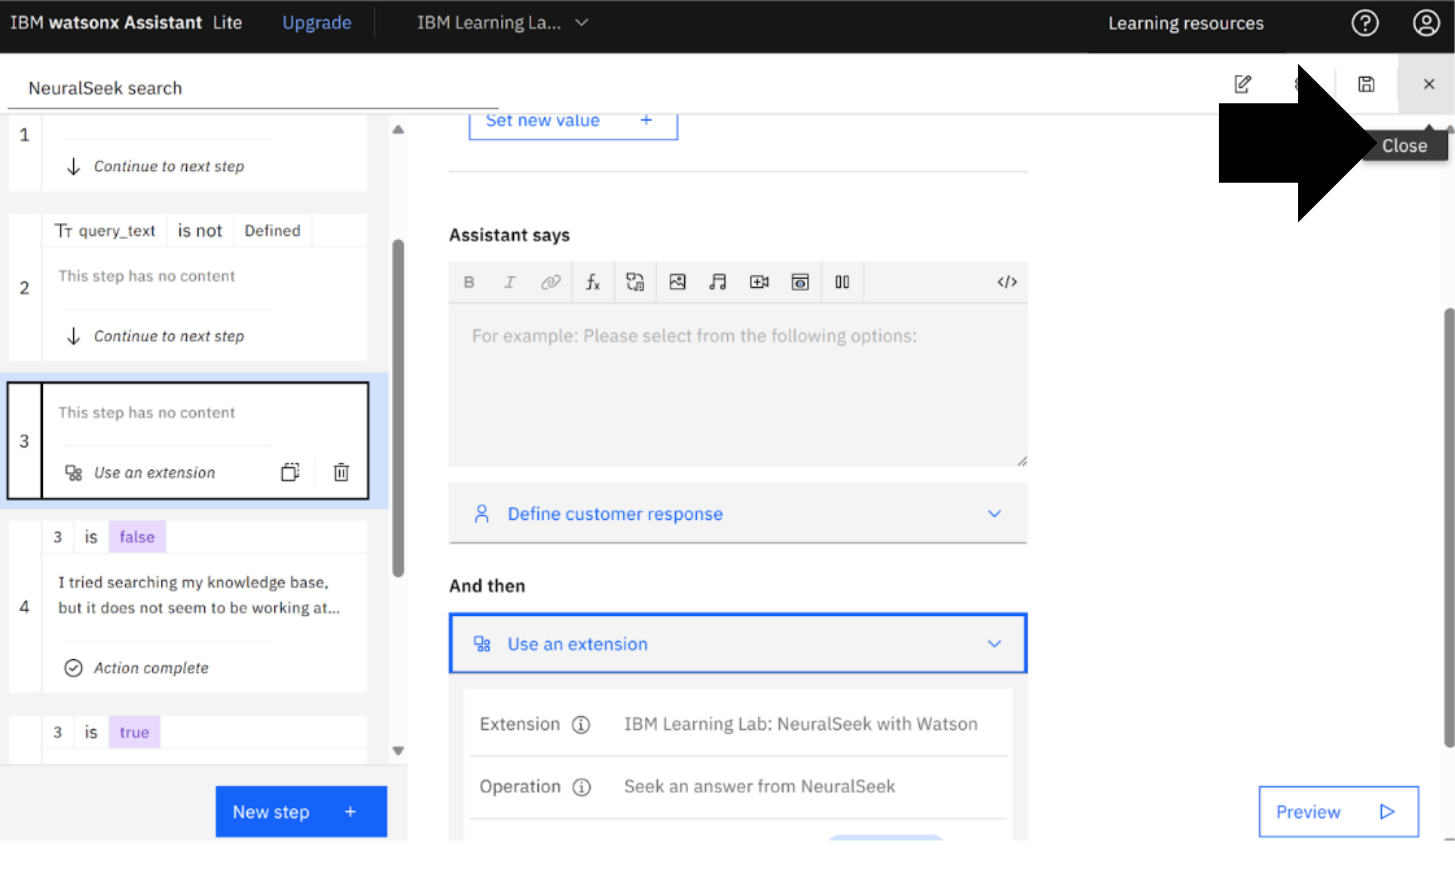 IBM watsonx Assistant Lite Upgrade IBM Learning La... Learning resources
NeuralSeek search
Close
1
Continue to next step
query_text is not Defined
This step has no content
2
Continue to next step
This step has no content
3
Use an extension
3 is false
I tried searching my knowledge base,
but it does not seem to be working at...
4
Action complete
3 is true
New step +
Set new value +
Assistant says
B I fx </>
For example: Please select from the following options:
Define customer response
And then
Use an extension
Extension IBM Learning Lab: NeuralSeek with Watson
Operation Seek an answer from NeuralSeek
Preview